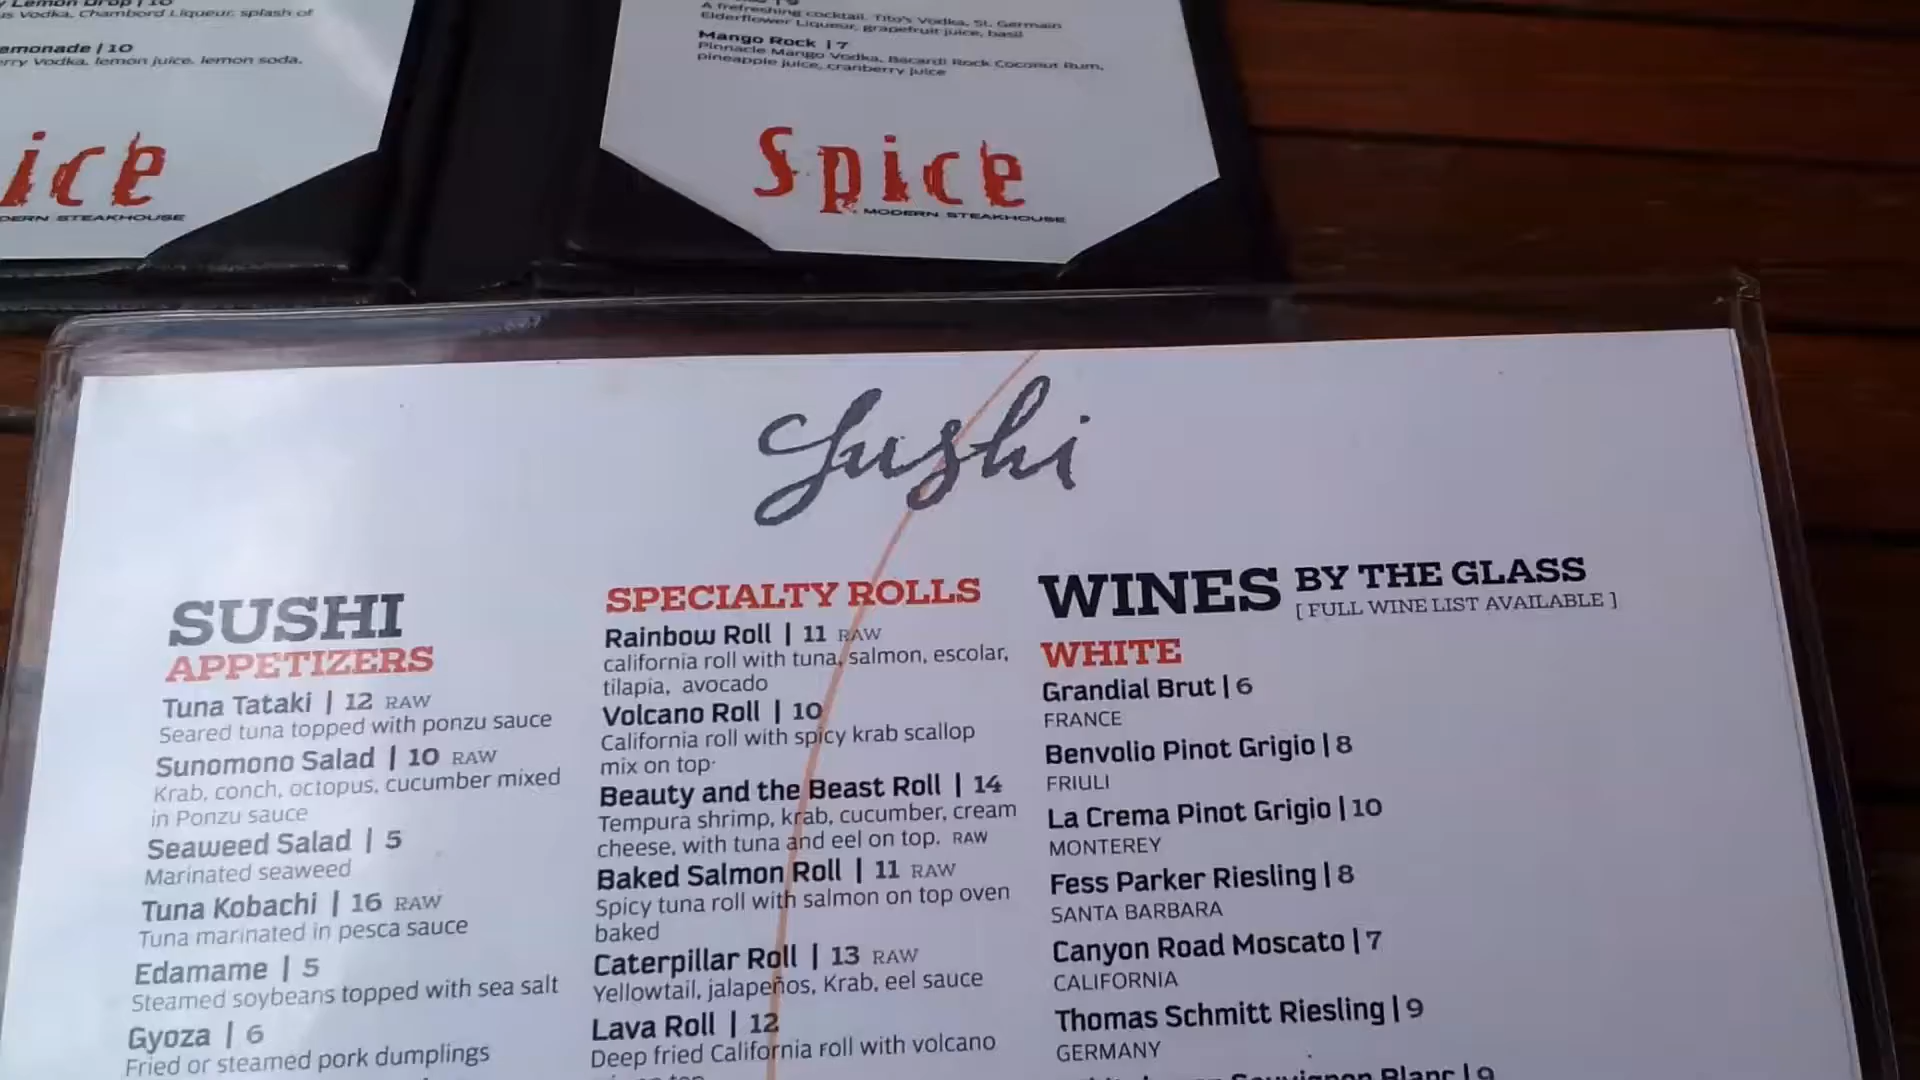 Lemon Drop | 10
Vodka, Chambord Liqueur, splash of
emonade | 10
rry Vodka, lemon juice, lemon soda.
ice
DERN STEAKHOUSE
A frefreshing cocktail. Tito's Vodka, St. Germain
Elderflower Liqueur, grapefruit juice, basil
Mango Rock | 7
Pinnacle Mango Vodka, Bacardi Rock Coconut Rum,
pineapple juice, cranberry juice
Spice
MODERN STEAKHOUSE
Sushi
SUSHI
APPETIZERS
Tuna Tataki | 12 RAW
Seared tuna topped with ponzu sauce
Sunomono Salad | 10 RAW
Krab, conch, octopus, cucumber mixed
in Ponzu sauce
Seaweed Salad | 5
Marinated seaweed
Tuna Kobachi | 16 RAW
Tuna marinated in pesca sauce
Edamame | 5
Steamed soybeans topped with sea salt
Gyoza | 6
Fried or steamed pork dumplings
SPECIALTY ROLLS
Rainbow Roll | 11 RAW
california roll with tuna, salmon, escolar,
tilapia, avocado
Volcano Roll | 10
California roll with spicy krab scallop
mix on top
Beauty and the Beast Roll | 14
Tempura shrimp, krab, cucumber, cream
cheese, with tuna and eel on top. RAW
Baked Salmon Roll | 11 RAW
Spicy tuna roll with salmon on top oven
baked
Caterpillar Roll | 13 RAW
Yellowtail, jalapeños, Krab, eel sauce
Lava Roll | 12
Deep fried California roll with volcano
WINES BY THE GLASS
[ FULL WINE LIST AVAILABLE ]
WHITE
Grandial Brut | 6
FRANCE
Benvolio Pinot Grigio | 8
FRIULI
La Crema Pinot Grigio | 10
MONTEREY
Fess Parker Riesling | 8
SANTA BARBARA
Canyon Road Moscato | 7
CALIFORNIA
Thomas Schmitt Riesling | 9
GERMANY
Sauvignon Blanc | 9